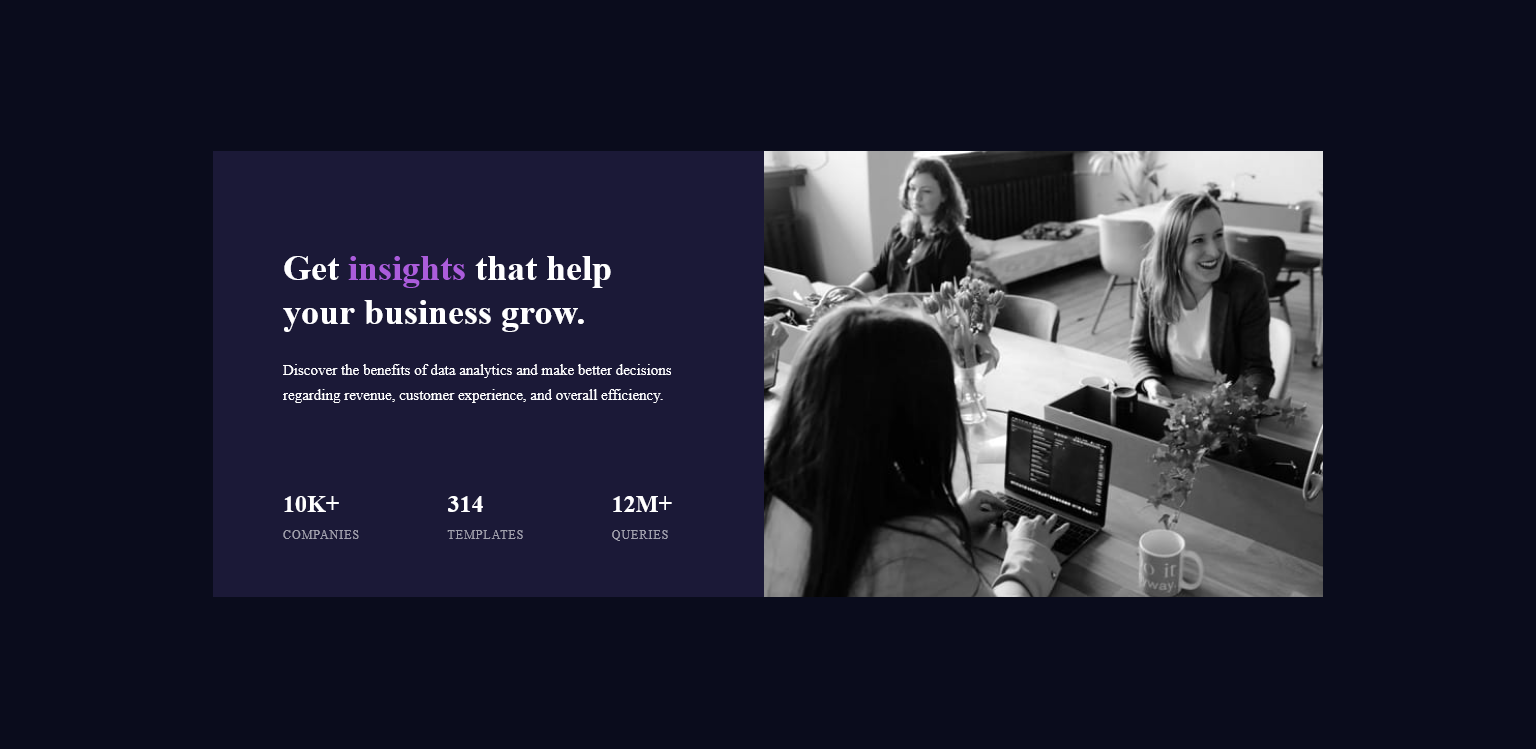 Get insights that help
your business grow.
Discover the benefits of data analytics and make better decisions
regarding revenue, customer experience, and overall efficiency.
10K+ 314 12M+
COMPANIES TEMPLATES QUERIES